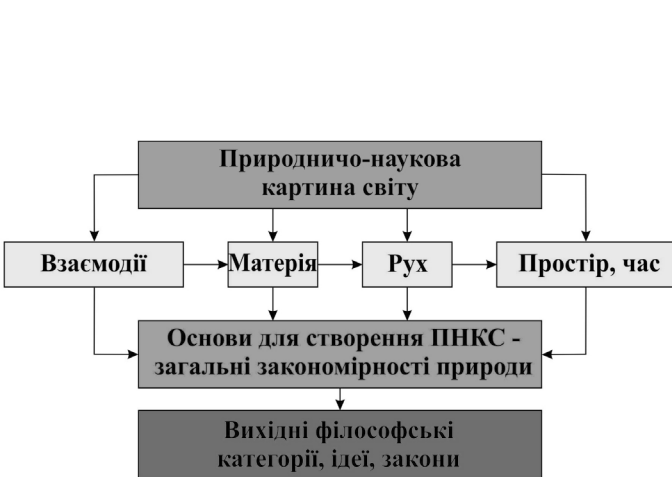 Природничо-наукова
картина світу
Взаємодії
Матерія
Рух
Простір, час
Основи для створення ПНКС -
загальні закономірності природи
Вихідні філософські
категорії, ідеї, закони